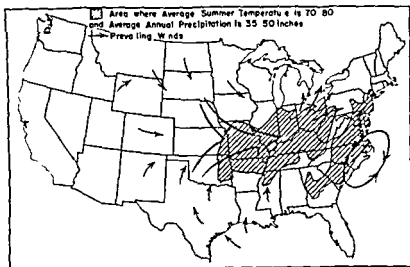 Area where Average Summer Temperature is 70 80
and Average Annual Precipitation is 35-50 inches
Prevailing Winds